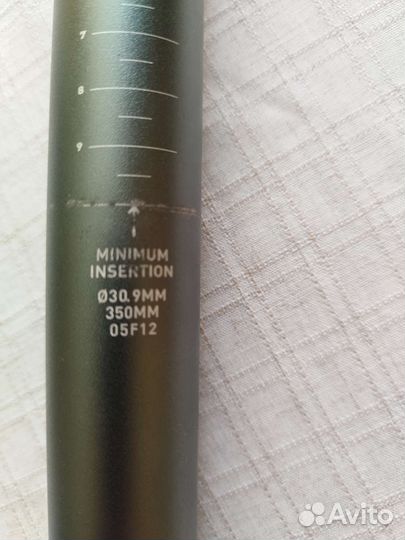 7
8
9
MINIMUM
INSERTION
Ø30.9MM
350MM
05F12
Avito